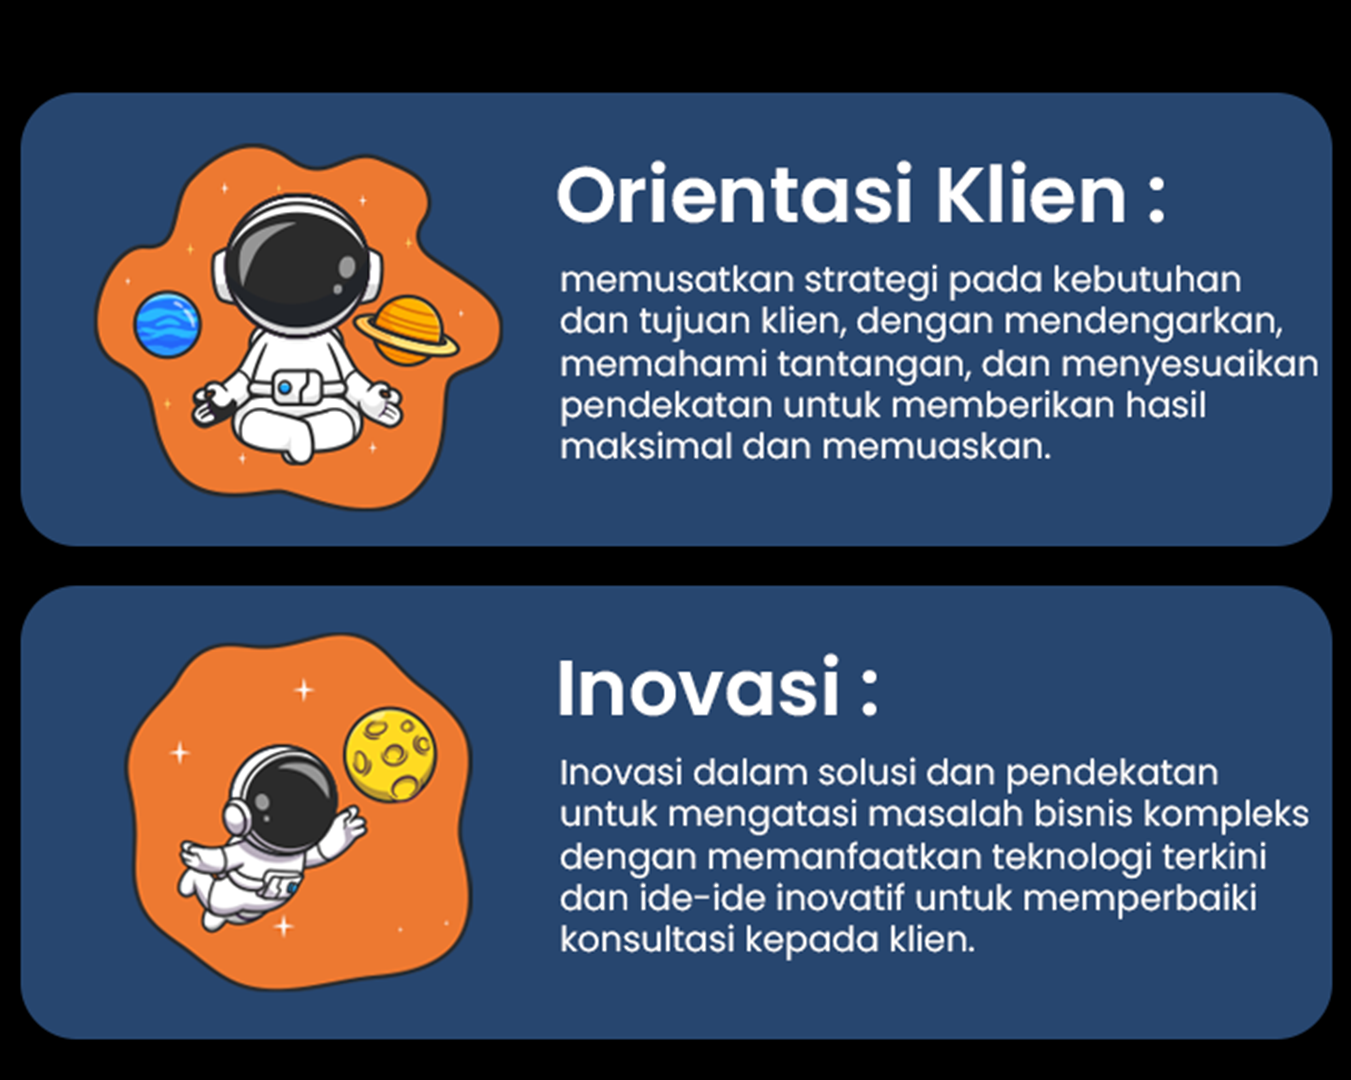 Orientasi Klien :
memusatkan strategi pada kebutuhan
dan tujuan klien, dengan mendengarkan,
memahami tantangan, dan menyesuaikan
pendekatan untuk memberikan hasil
maksimal dan memuaskan.
Inovasi :
Inovasi dalam solusi dan pendekatan
untuk mengatasi masalah bisnis kompleks
dengan memanfaatkan teknologi terkini
dan ide-ide inovatif untuk memperbaiki
konsultasi kepada klien.